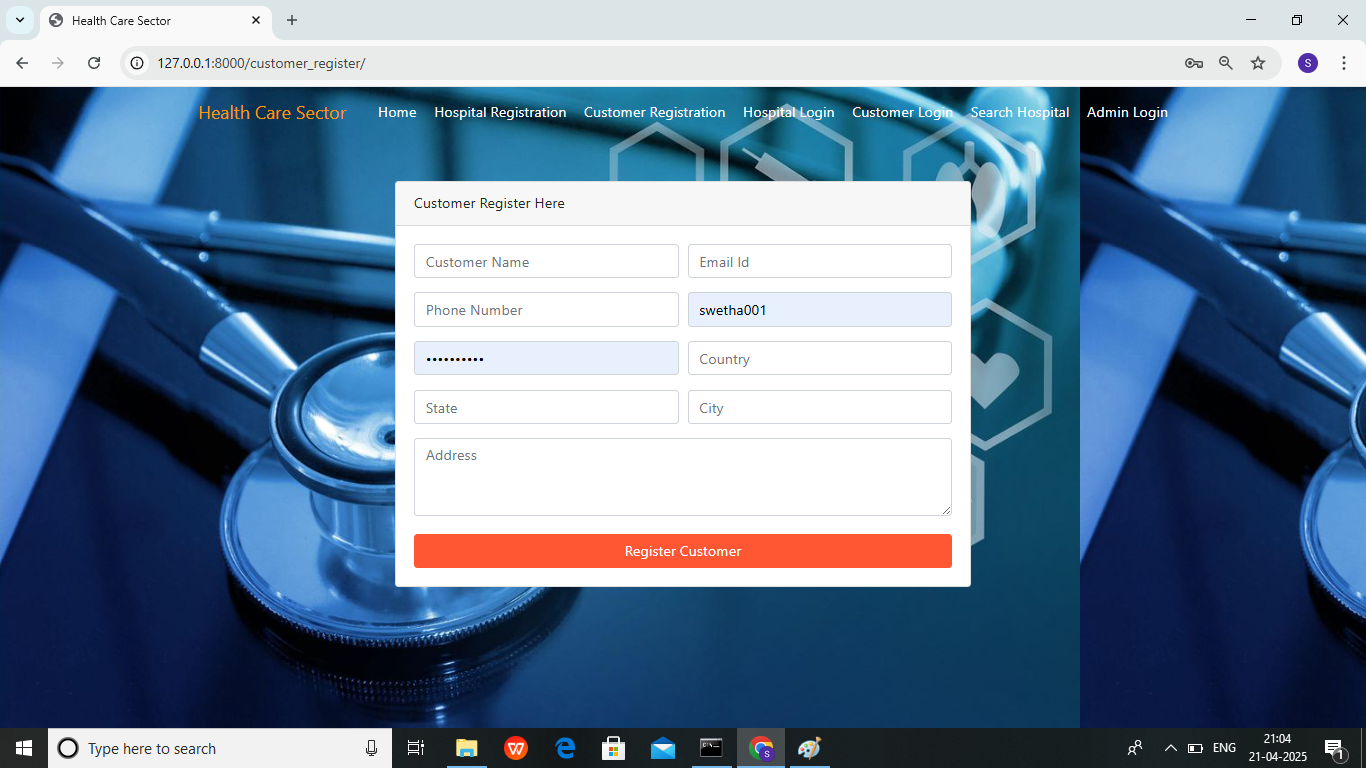 Health Care Sector
127.0.0.1:8000/customer_register/
S
Health Care Sector Home Hospital Registration Customer Registration Hospital Login Customer Login Search Hospital Admin Login
Customer Register Here
Customer Name Email Id
Phone Number swetha001
•••••••••• Country
State City
Address
Register Customer
Type here to search
W
S
ENG
21:04
21-04-2025
1